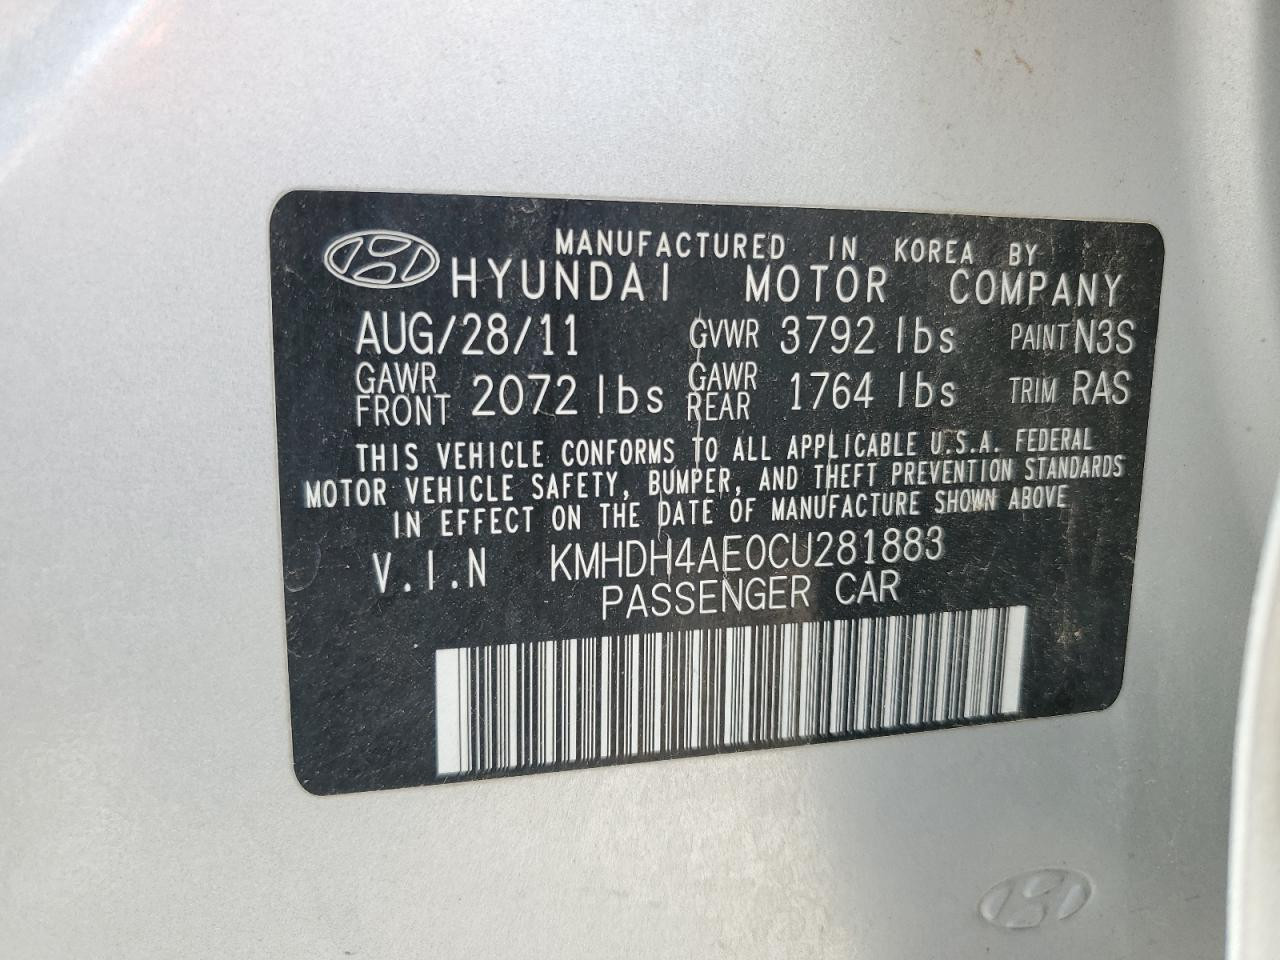 MANUFACTURED IN KOREA BY
HYUNDAI MOTOR COMPANY
AUG/28/11 GVWR 3792 lbs PAINT N3S
GAWR FRONT 2072 lbs GAWR REAR 1764 lbs TRIM RAS
THIS VEHICLE CONFORMS TO ALL APPLICABLE U.S.A. FEDERAL
MOTOR VEHICLE SAFETY, BUMPER, AND THEFT PREVENTION STANDARDS
IN EFFECT ON THE DATE OF MANUFACTURE SHOWN ABOVE
V.I.N KMHDH4AE0CU281883
PASSENGER CAR